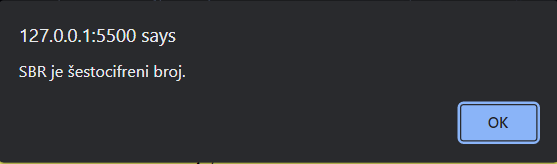 127.0.0.1:5500 says
SBR je šestocifreni broj.
OK